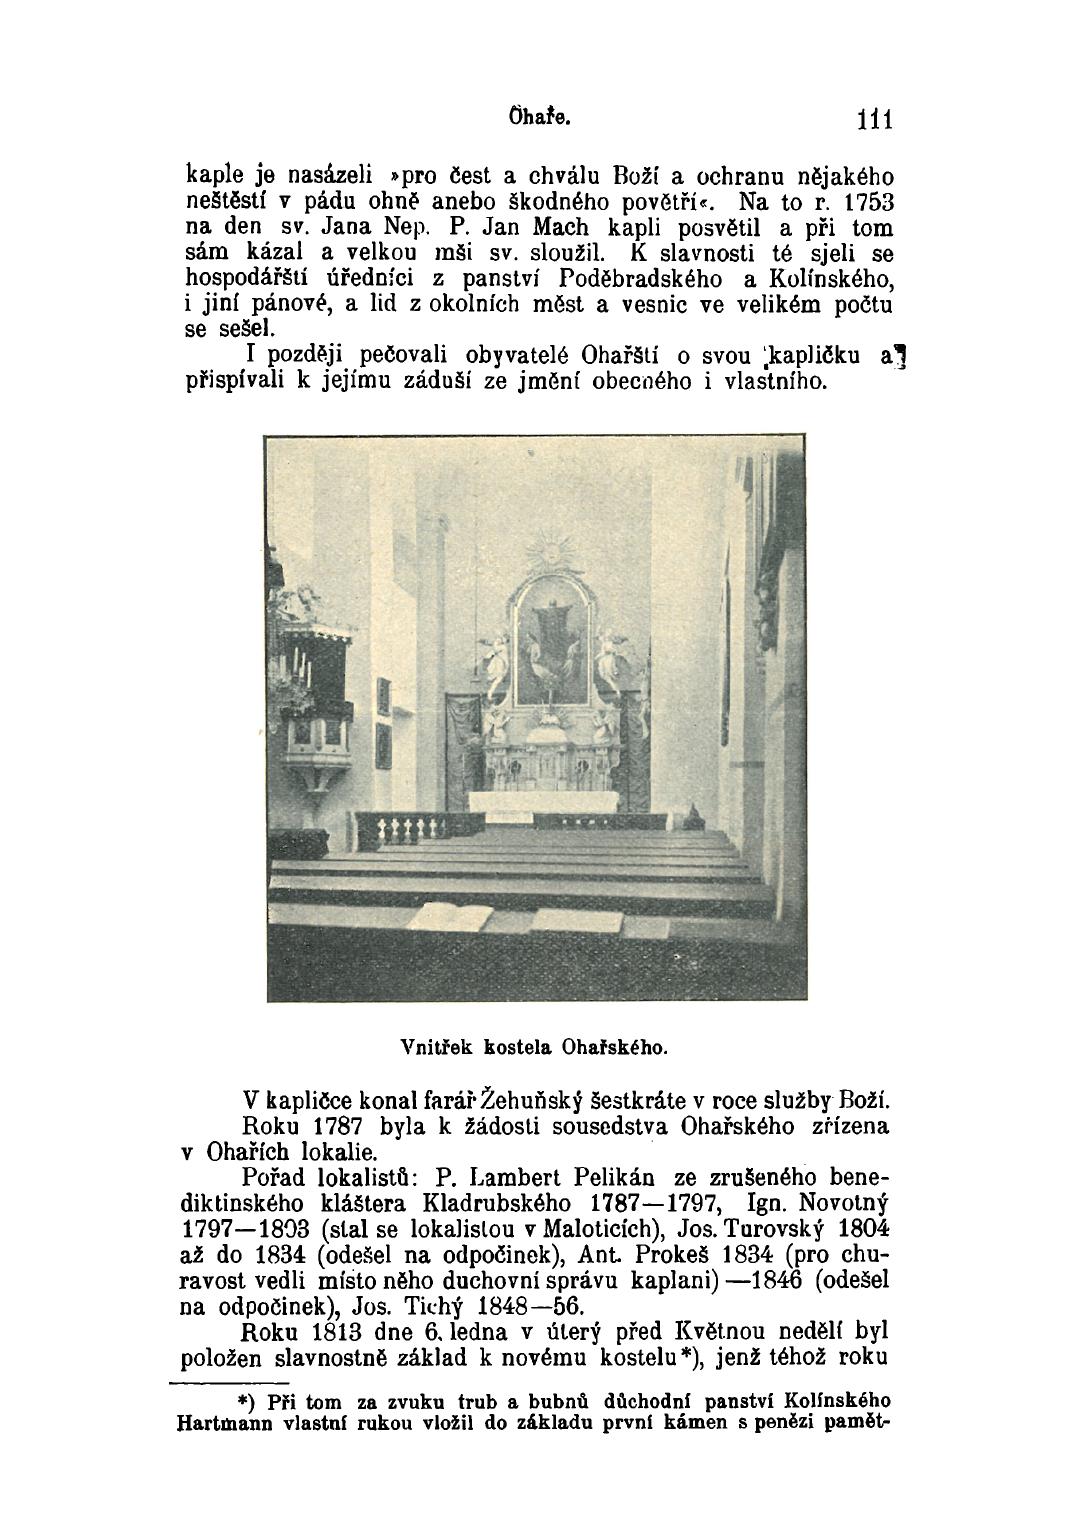 Ohaře.
111
kaple je nasázeli »pro čest a chválu Boží a ochranu nějakého
neštěstí v pádu ohně anebo škodného povětří«. Na to r. 1753
na den sv. Jana Nep. P. Jan Mach kapli posvětil a při tom
sám kázal a velkou mši sv. sloužil. K slavnosti té sjeli se
hospodářští úředníci z panství Poděbradského a Kolínského,
i jiní pánové, a lid z okolních měst a vesnic ve velikém počtu
se sešel.
I později pečovali obyvatelé Ohařští o svou kapličku a
přispívali k jejímu záduší ze jmění obecného i vlastního.
Vnitřek kostela Ohařského.
V kapličce konal farář Žehuňský šestkráte v roce služby Boží.
Roku 1787 byla k žádosti sousedstva Ohařského zřízena
v Ohařích lokalie.
Pořad lokalistů: P. Lambert Pelikán ze zrušeného bene-
diktinského kláštera Kladrubského 1787—1797, Ign. Novotný
1797—1803 (stal se lokalistou v Maloticích), Jos. Turovský 1804
až do 1834 (odešel na odpočinek), Ant. Prokeš 1834 (pro chu-
ravost vedli místo něho duchovní správu kaplani) —1846 (odešel
na odpočinek), Jos. Tichý 1848—56.
Roku 1813 dne 6. ledna v úterý před Květnou nedělí byl
položen slavnostně základ k novému kostelu*), jenž téhož roku
*) Při tom za zvuku trub a bubnů důchodní panství Kolínského
Hartmann vlastní rukou vložil do základu první kámen s penězi pamět-